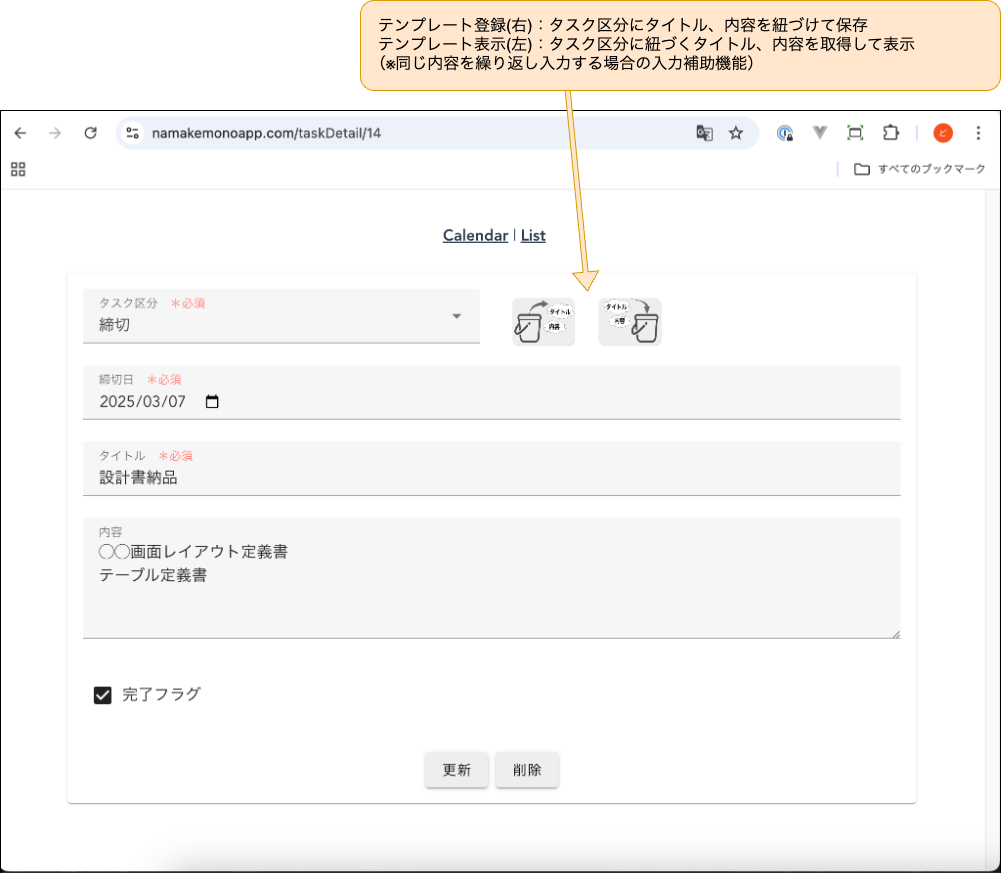 テンプレート登録(右)：タスク区分にタイトル、内容を紐づけて保存
テンプレート表示(左)：タスク区分に紐づくタイトル、内容を取得して表示
（※同じ内容を繰り返し入力する場合の入力補助機能）
namakemonoapp.com/taskDetail/14
ビ
すべてのブックマーク
Calendar | List
タスク区分 ＊必須
締切
タイトル
内容
タイトル
内容
締切日 ＊必須
2025/03/07
タイトル ＊必須
設計書納品
内容
〇〇画面レイアウト定義書
テーブル定義書
完了フラグ
更新 削除